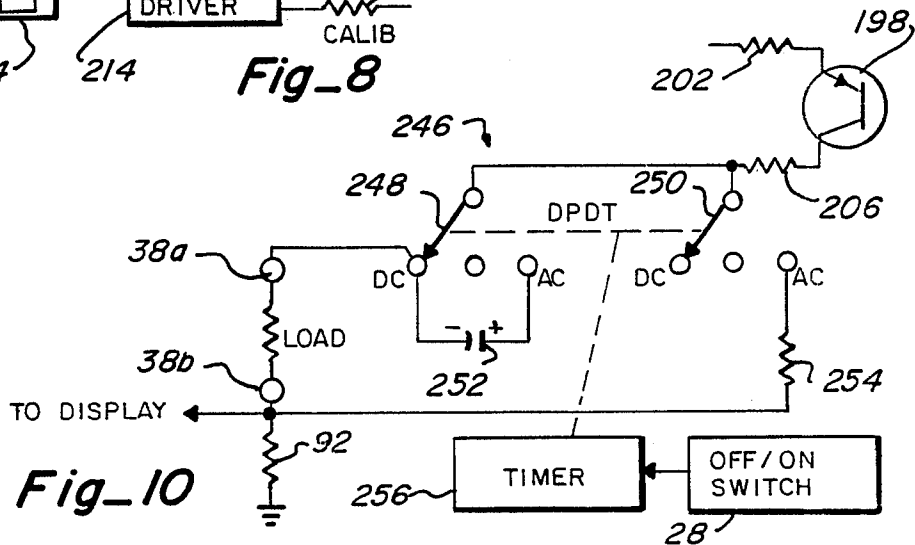 DRIVER
4
214
CALIB
Fig_8
198
202
246
206
248
250
DPDT
38a
DC
AC
DC
AC
LOAD
- +
38b
252
254
TO DISPLAY
92
TIMER
OFF/ON
SWITCH
256
28
Fig_10